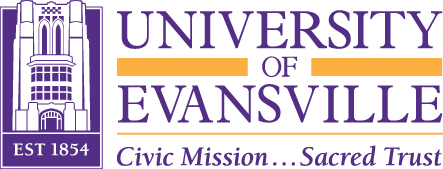 UNIVERSITY
OF
EVANSVILLE
EST 1854
Civic Mission...Sacred Trust